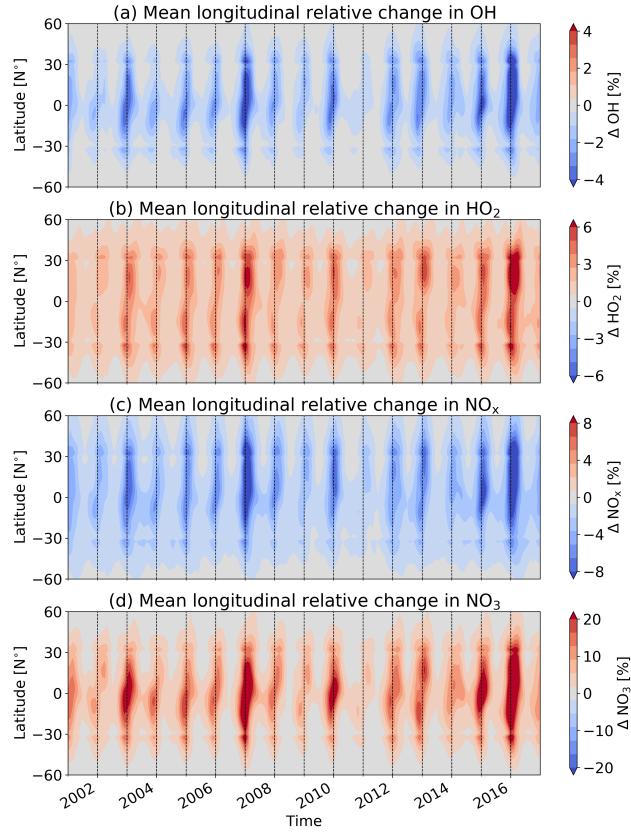 (a) Mean longitudinal relative change in OH
60
30
0
−30
−60
Latitude [N°]
4
2
0
−2
−4
Δ OH [%]
(b) Mean longitudinal relative change in HO₂
60
30
0
−30
−60
Latitude [N°]
6
3
0
−3
−6
Δ HO₂ [%]
(c) Mean longitudinal relative change in NOₓ
60
30
0
−30
−60
Latitude [N°]
8
4
0
−4
−8
Δ NOₓ [%]
(d) Mean longitudinal relative change in NO₃
60
30
0
−30
−60
Latitude [N°]
20
10
0
−10
−20
Δ NO₃ [%]
2002 2004 2006 2008 2010 2012 2014 2016
Time